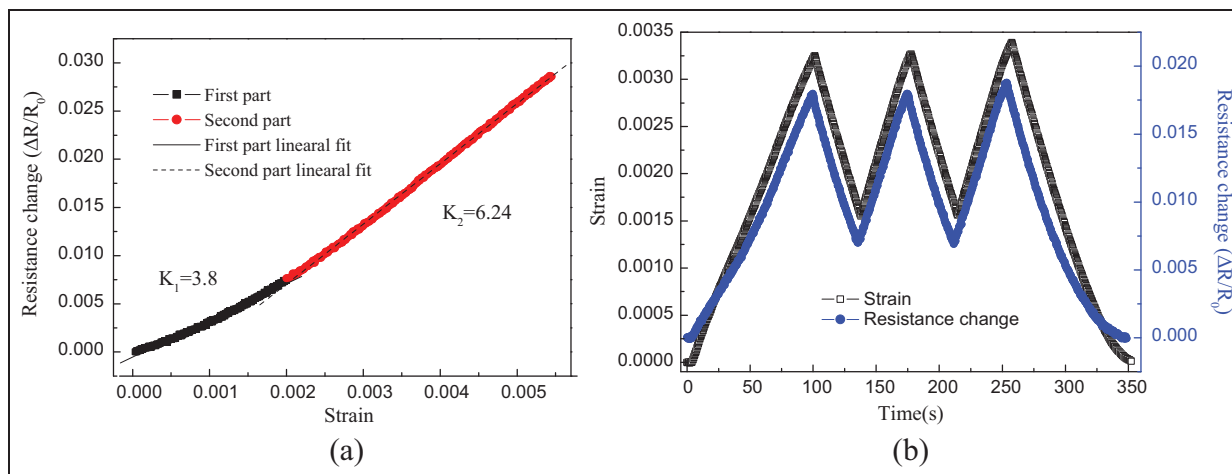 0.030
0.025
0.020
0.015
0.010
0.005
0.000
Resistance change (ΔR/R₀)
First part
Second part
First part linearal fit
Second part linearal fit
K₂=6.24
K₁=3.8
0.000 0.001 0.002 0.003 0.004 0.005
Strain
(a)
0.0035
0.0030
0.0025
0.0020
0.0015
0.0010
0.0005
0.0000
Strain
Strain
Resistance change
0 50 100 150 200 250 300 350
Time(s)
0.020
0.015
0.010
0.005
0.000
Resistance change (ΔR/R₀)
(b)